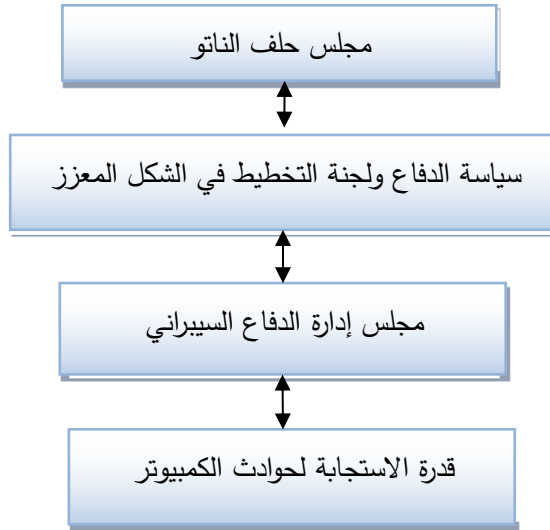 مجلس حلف الناتو
سياسة الدفاع ولجنة التخطيط في الشكل المعزز
مجلس إدارة الدفاع السيبراني
قدرة الاستجابة لحوادث الكمبيوتر